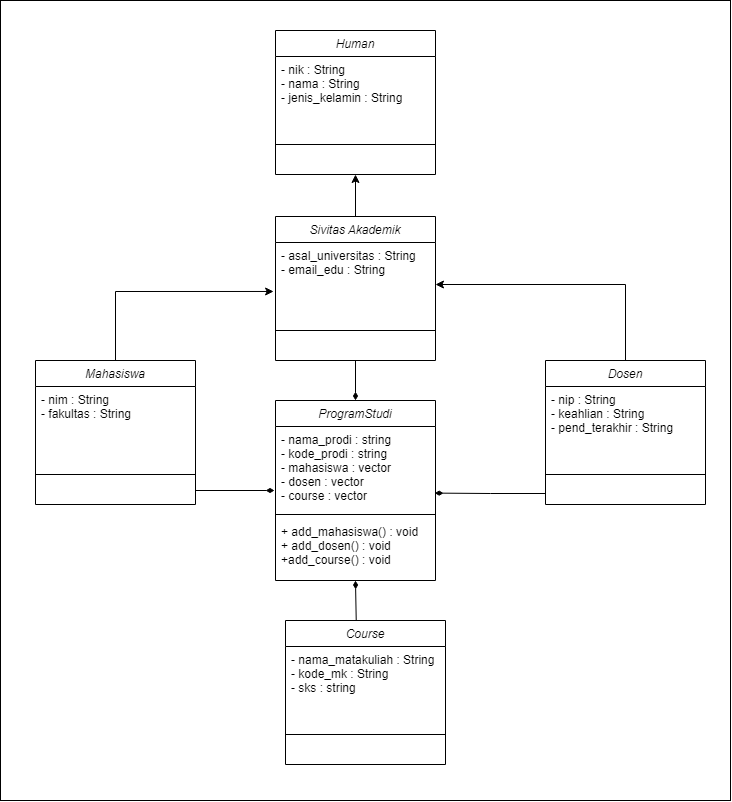 Human
- nik : String
- nama : String
- jenis_kelamin : String
Sivitas Akademik
- asal_universitas : String
- email_edu : String
Mahasiswa
- nim : String
- fakultas : String
Dosen
- nip : String
- keahlian : String
- pend_terakhir : String
ProgramStudi
- nama_prodi : string
- kode_prodi : string
- mahasiswa : vector
- dosen : vector
- course : vector
+ add_mahasiswa() : void
+ add_dosen() : void
+add_course() : void
Course
- nama_matakuliah : String
- kode_mk : String
- sks : string